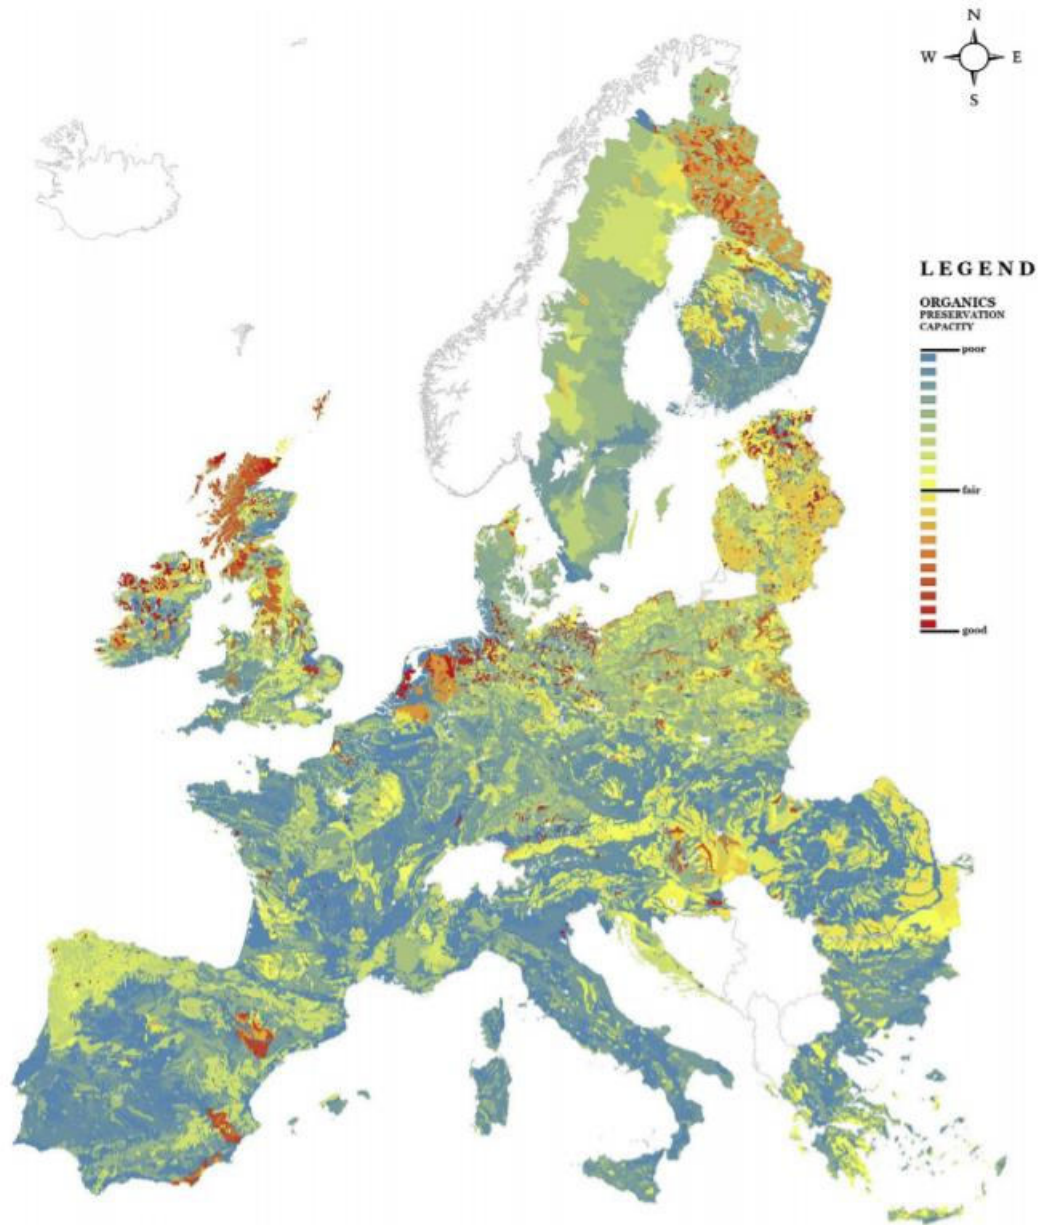 N
W E
S
LEGEND
ORGANICS
PRESERVATION
CAPACITY
poor
fair
good